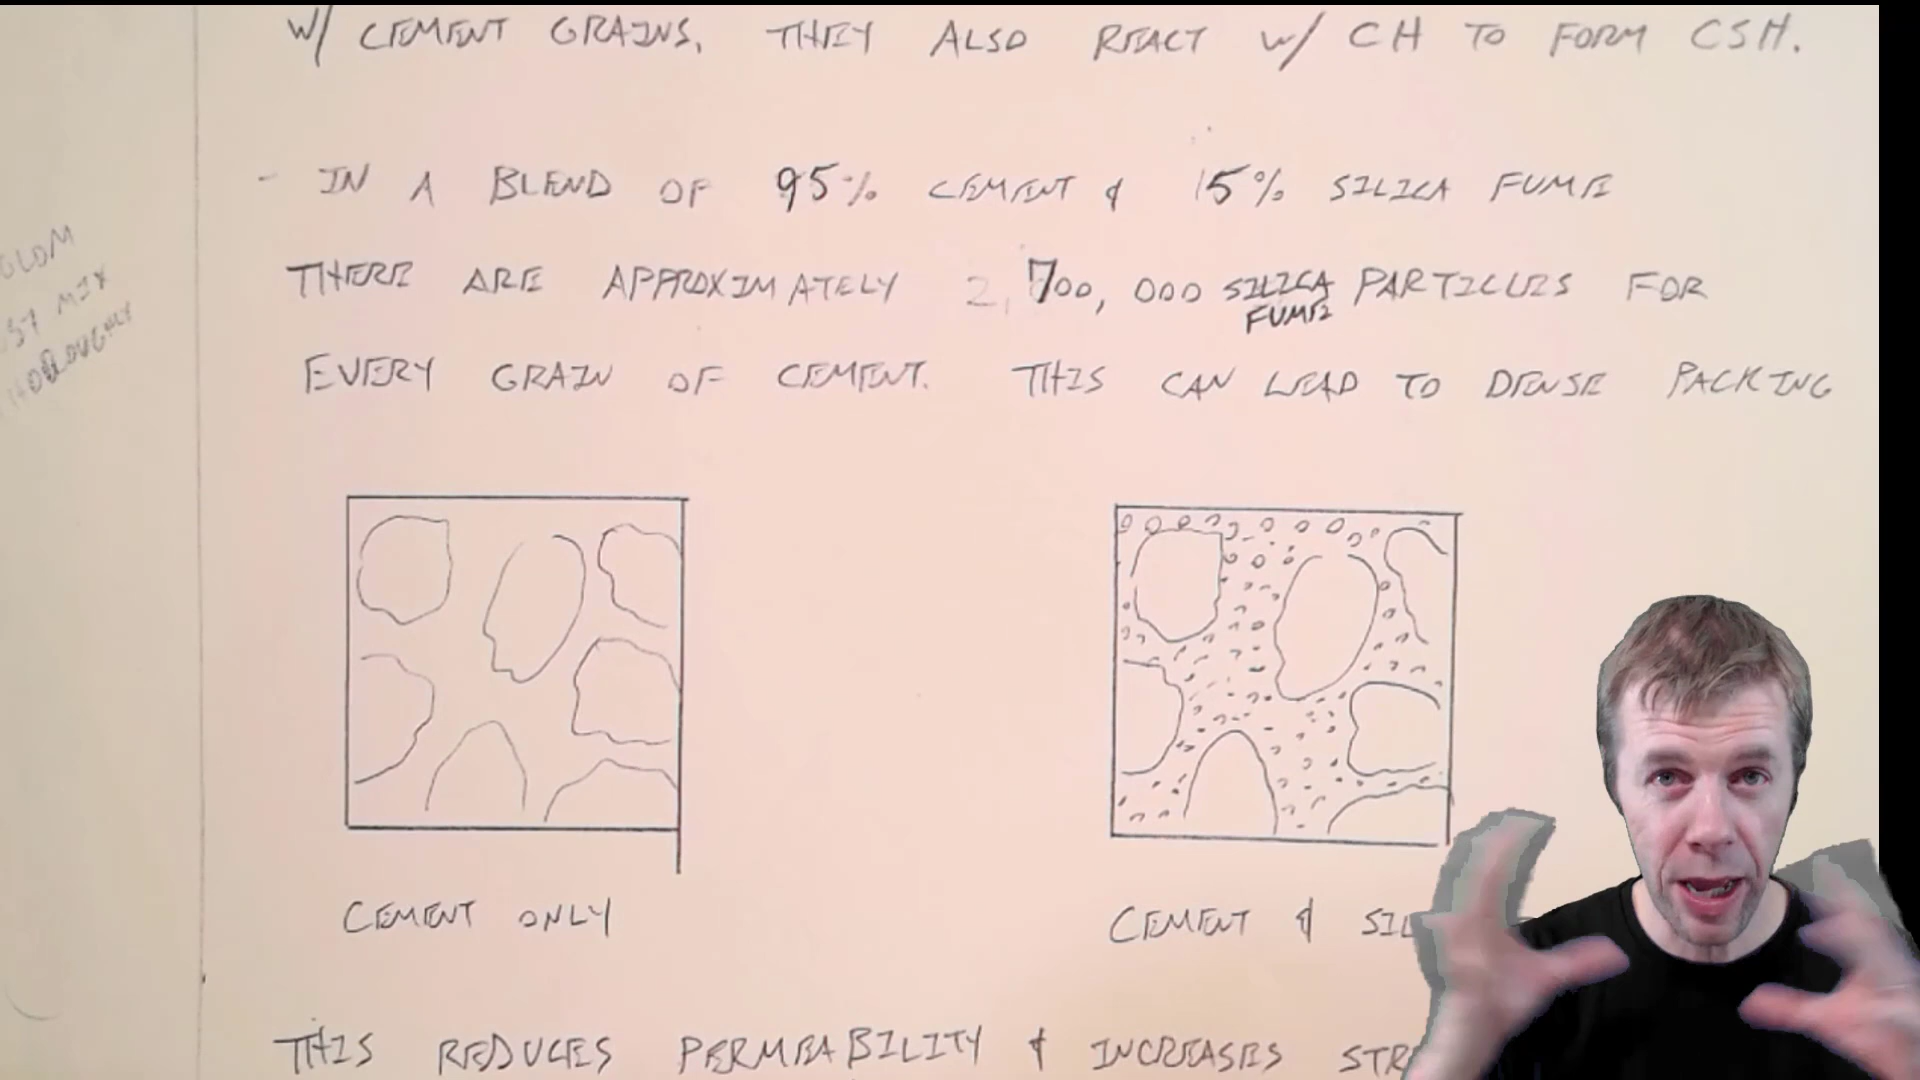 W/ CEMENT GRAINS. THEY ALSO REACT W/ CH TO FORM CSH.
- IN A BLEND OF 95% CEMENT & 15% SILICA FUME
THERE ARE APPROXIMATELY 2,700,000 SILICA FUME PARTICLES FOR
EVERY GRAIN OF CEMENT. THIS CAN LEAD TO DENSE PACKING
MIX
CEMENT ONLY
CEMENT & SIL
THIS REDUCES PERMEABILITY & INCREASES STR